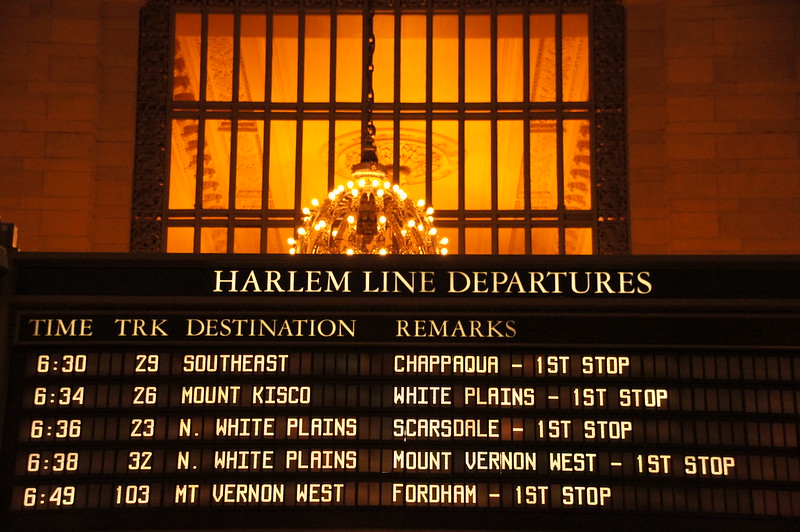 HARLEM LINE DEPARTURES
TIME TRK DESTINATION REMARKS
6:30 29 SOUTHEAST CHAPPAQUA - 1ST STOP
6:34 26 MOUNT KISCO WHITE PLAINS - 1ST STOP
6:36 23 N. WHITE PLAINS SCARSDALE - 1ST STOP
6:38 32 N. WHITE PLAINS MOUNT VERNON WEST - 1ST STOP
6:49 103 MT VERNON WEST FORDHAM - 1ST STOP